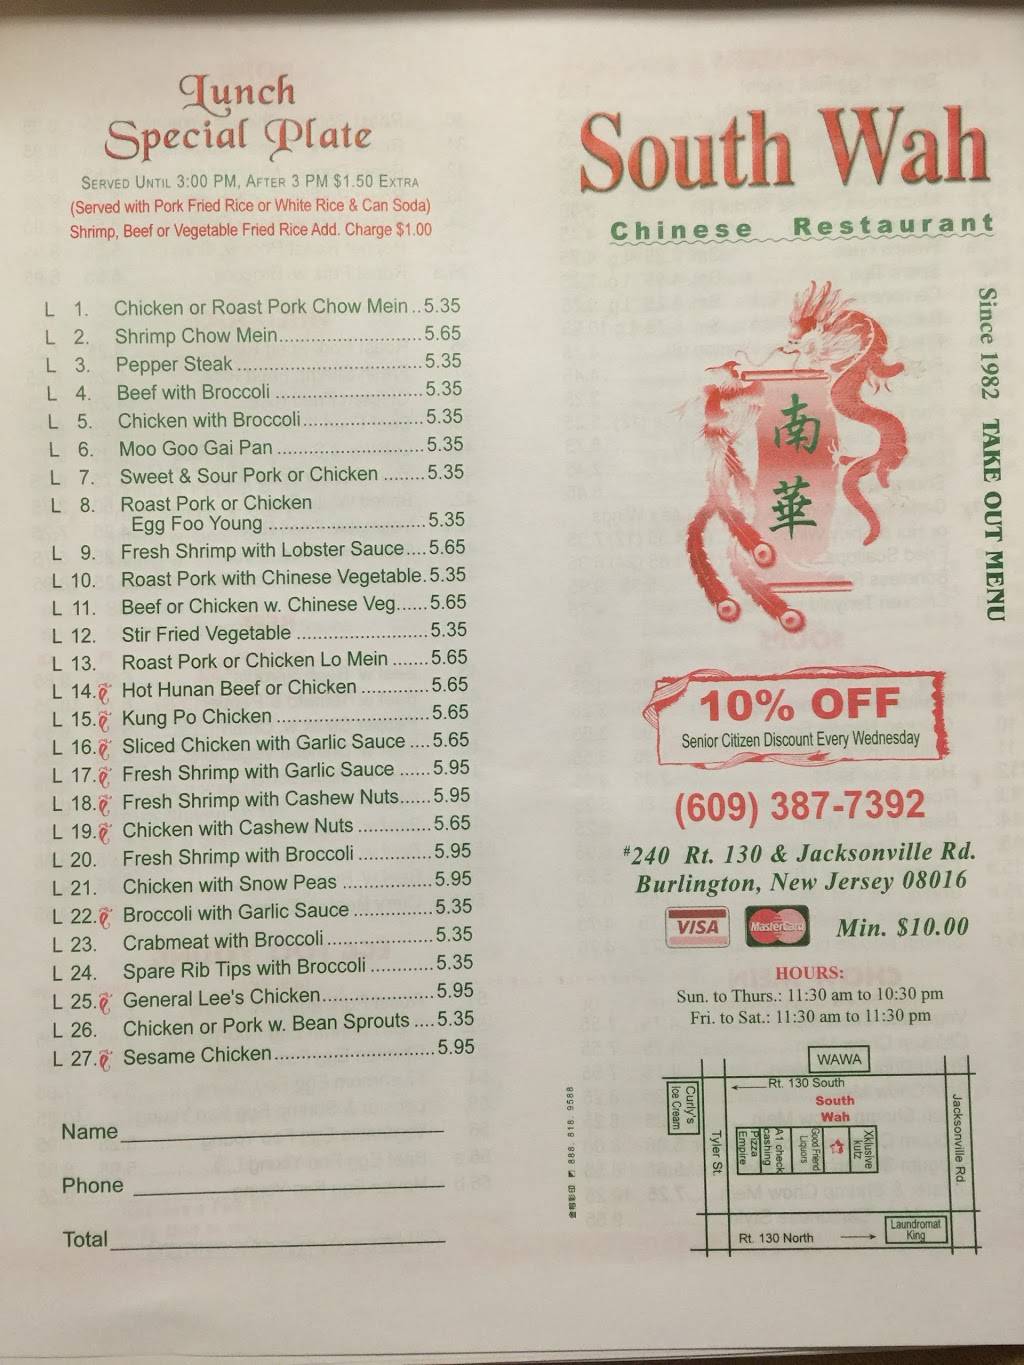 Lunch
Special Plate
Served Until 3:00 PM, After 3 PM $1.50 Extra
(Served with Pork Fried Rice or White Rice & Can Soda)
Shrimp, Beef or Vegetable Fried Rice Add. Charge $1.00
L 1. Chicken or Roast Pork Chow Mein..5.35
L 2. Shrimp Chow Mein..........................5.65
L 3. Pepper Steak ..................................5.35
L 4. Beef with Broccoli ...........................5.35
L 5. Chicken with Broccoli......................5.35
L 6. Moo Goo Gai Pan ...........................5.35
L 7. Sweet & Sour Pork or Chicken ........5.35
L 8. Roast Pork or Chicken
Egg Foo Young .............................5.35
L 9. Fresh Shrimp with Lobster Sauce....5.65
L 10. Roast Pork with Chinese Vegetable.5.35
L 11. Beef or Chicken w. Chinese Veg......5.65
L 12. Stir Fried Vegetable ........................5.35
L 13. Roast Pork or Chicken Lo Mein .......5.65
L 14. Hot Hunan Beef or Chicken ............5.65
L 15. Kung Po Chicken ............................5.65
L 16. Sliced Chicken with Garlic Sauce ....5.65
L 17. Fresh Shrimp with Garlic Sauce ......5.95
L 18. Fresh Shrimp with Cashew Nuts......5.95
L 19. Chicken with Cashew Nuts .............5.65
L 20. Fresh Shrimp with Broccoli .............5.95
L 21. Chicken with Snow Peas ................5.95
L 22. Broccoli with Garlic Sauce ..............5.35
L 23. Crabmeat with Broccoli...................5.35
L 24. Spare Rib Tips with Broccoli ...........5.35
L 25. General Lee's Chicken....................5.95
L 26. Chicken or Pork w. Bean Sprouts ....5.35
L 27. Sesame Chicken.............................5.95
Name
Phone
Total
South Wah
Chinese Restaurant
南
華
Since 1982 TAKE OUT MENU
10% OFF
Senior Citizen Discount Every Wednesday
(609) 387-7392
#240 Rt. 130 & Jacksonville Rd.
Burlington, New Jersey 08016
VISA MasterCard Min. $10.00
HOURS:
Sun. to Thurs.: 11:30 am to 10:30 pm
Fri. to Sat.: 11:30 am to 11:30 pm
WAWA
Rt. 130 South
Curly's
Ice Cream
South
Wah
Tyler St.
Pizza
Empire
A1 check
cashing
Good Friend
Liquors
Xklusive
kutz
Jacksonville Rd.
Laundromat
King
Rt. 130 North
888. 818. 9588